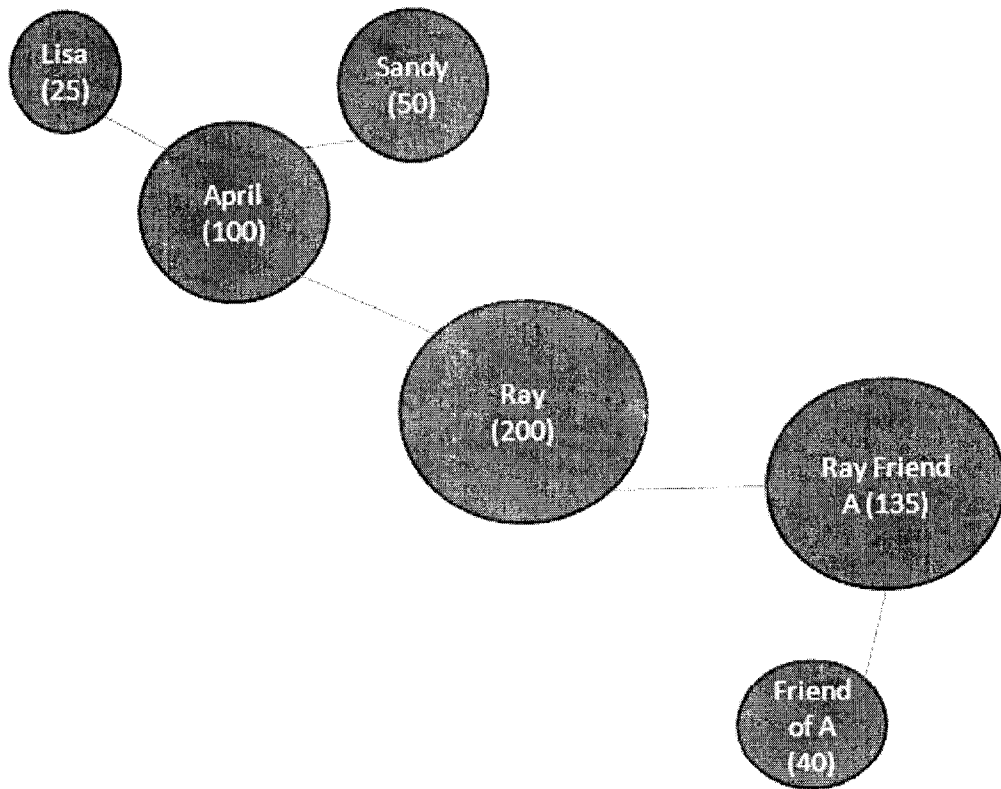 Lisa
(25)
Sandy
(50)
April
(100)
Ray
(200)
Ray Friend
A (135)
Friend
of A
(40)